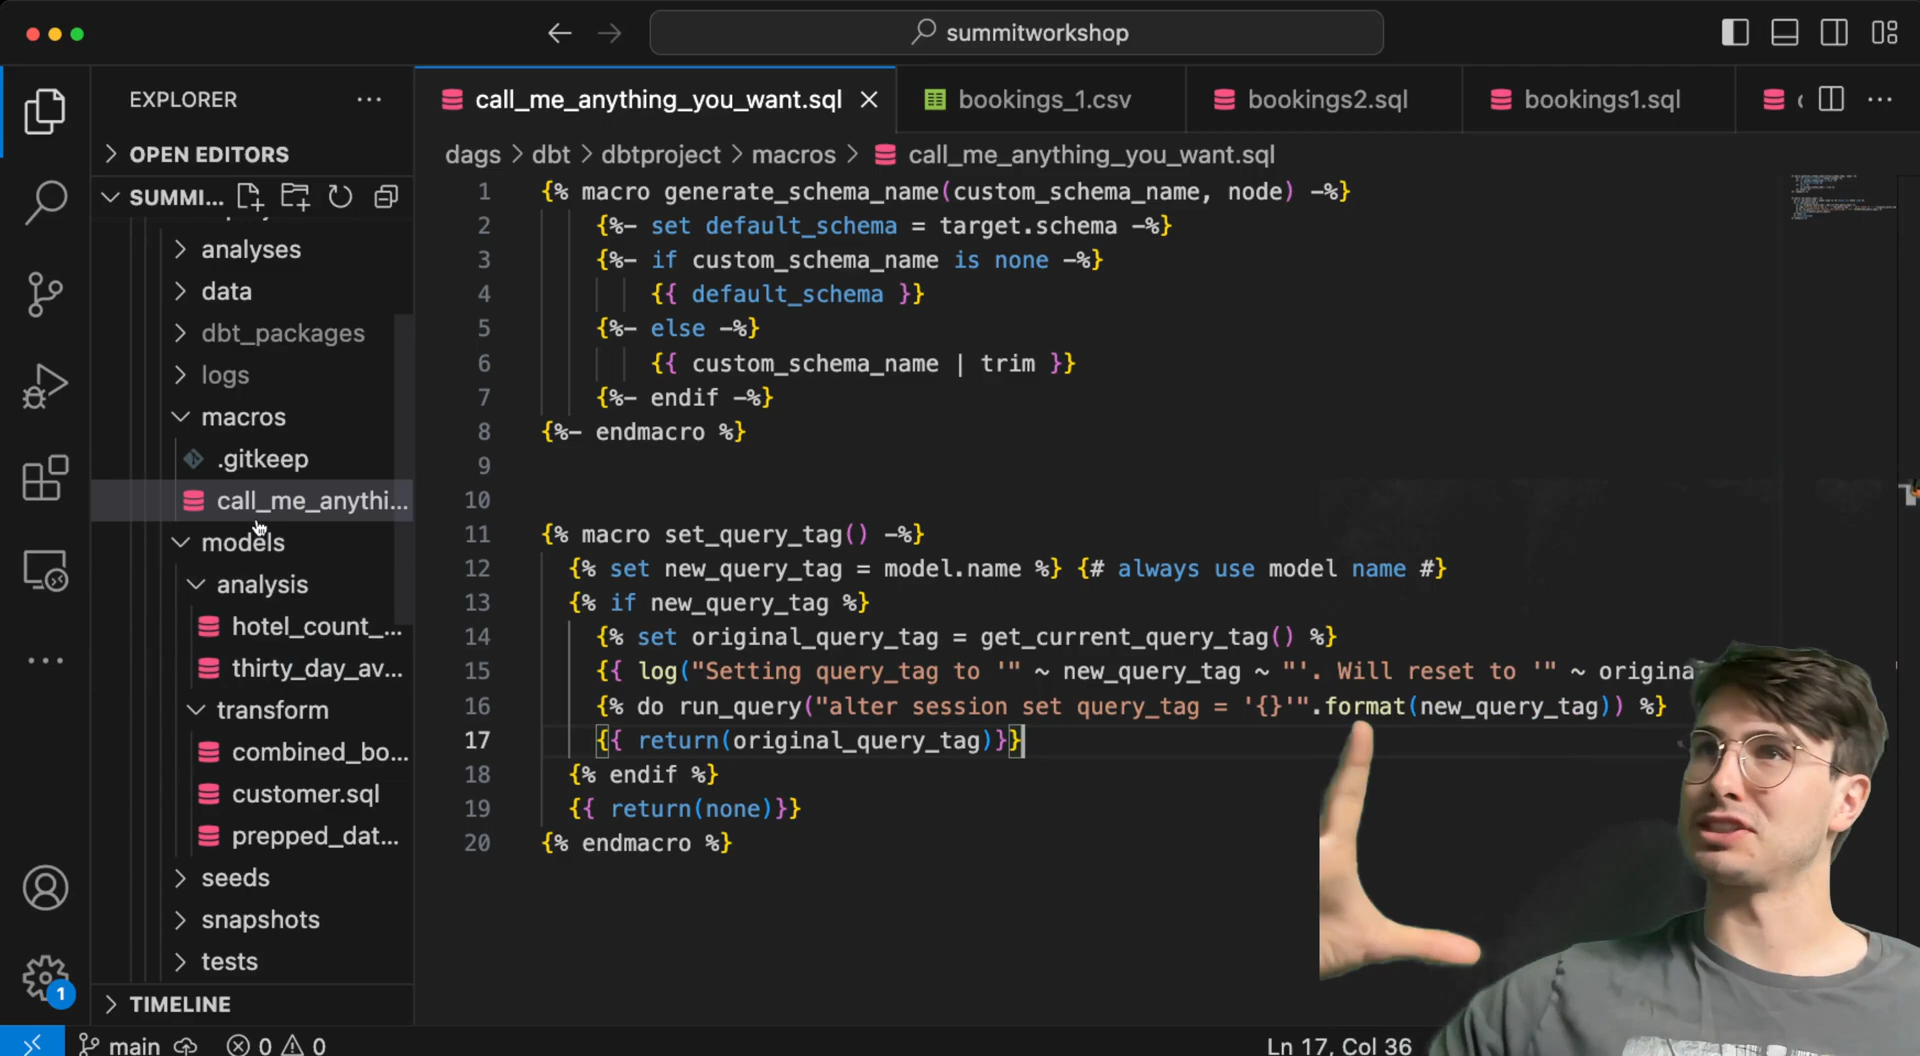 summitworkshop
EXPLORER
OPEN EDITORS
SUMMI...
analyses
data
dbt_packages
logs
macros
.gitkeep
call_me_anythi...
models
analysis
hotel_count_...
thirty_day_av...
transform
combined_bo...
customer.sql
prepped_dat...
seeds
snapshots
tests
TIMELINE
1
main 0 0
call_me_anything_you_want.sql
bookings_1.csv
bookings2.sql
bookings1.sql
dags > dbt > dbtproject > macros > call_me_anything_you_want.sql
1 {% macro generate_schema_name(custom_schema_name, node) -%}
2 {%- set default_schema = target.schema -%}
3 {%- if custom_schema_name is none -%}
4 {{ default_schema }}
5 {%- else -%}
6 {{ custom_schema_name | trim }}
7 {%- endif -%}
8 {%- endmacro %}
9
10
11 {% macro set_query_tag() -%}
12 {% set new_query_tag = model.name %} {# always use model name #}
13 {% if new_query_tag %}
14 {% set original_query_tag = get_current_query_tag() %}
15 {{ log("Setting query_tag to '" ~ new_query_tag ~ "'. Will reset to '" ~ origina
16 {% do run_query("alter session set query_tag = '{}'".format(new_query_tag)) %}
17 {{ return(original_query_tag)}}
18 {% endif %}
19 {{ return(none)}}
20 {% endmacro %}
Ln 17, Col 36